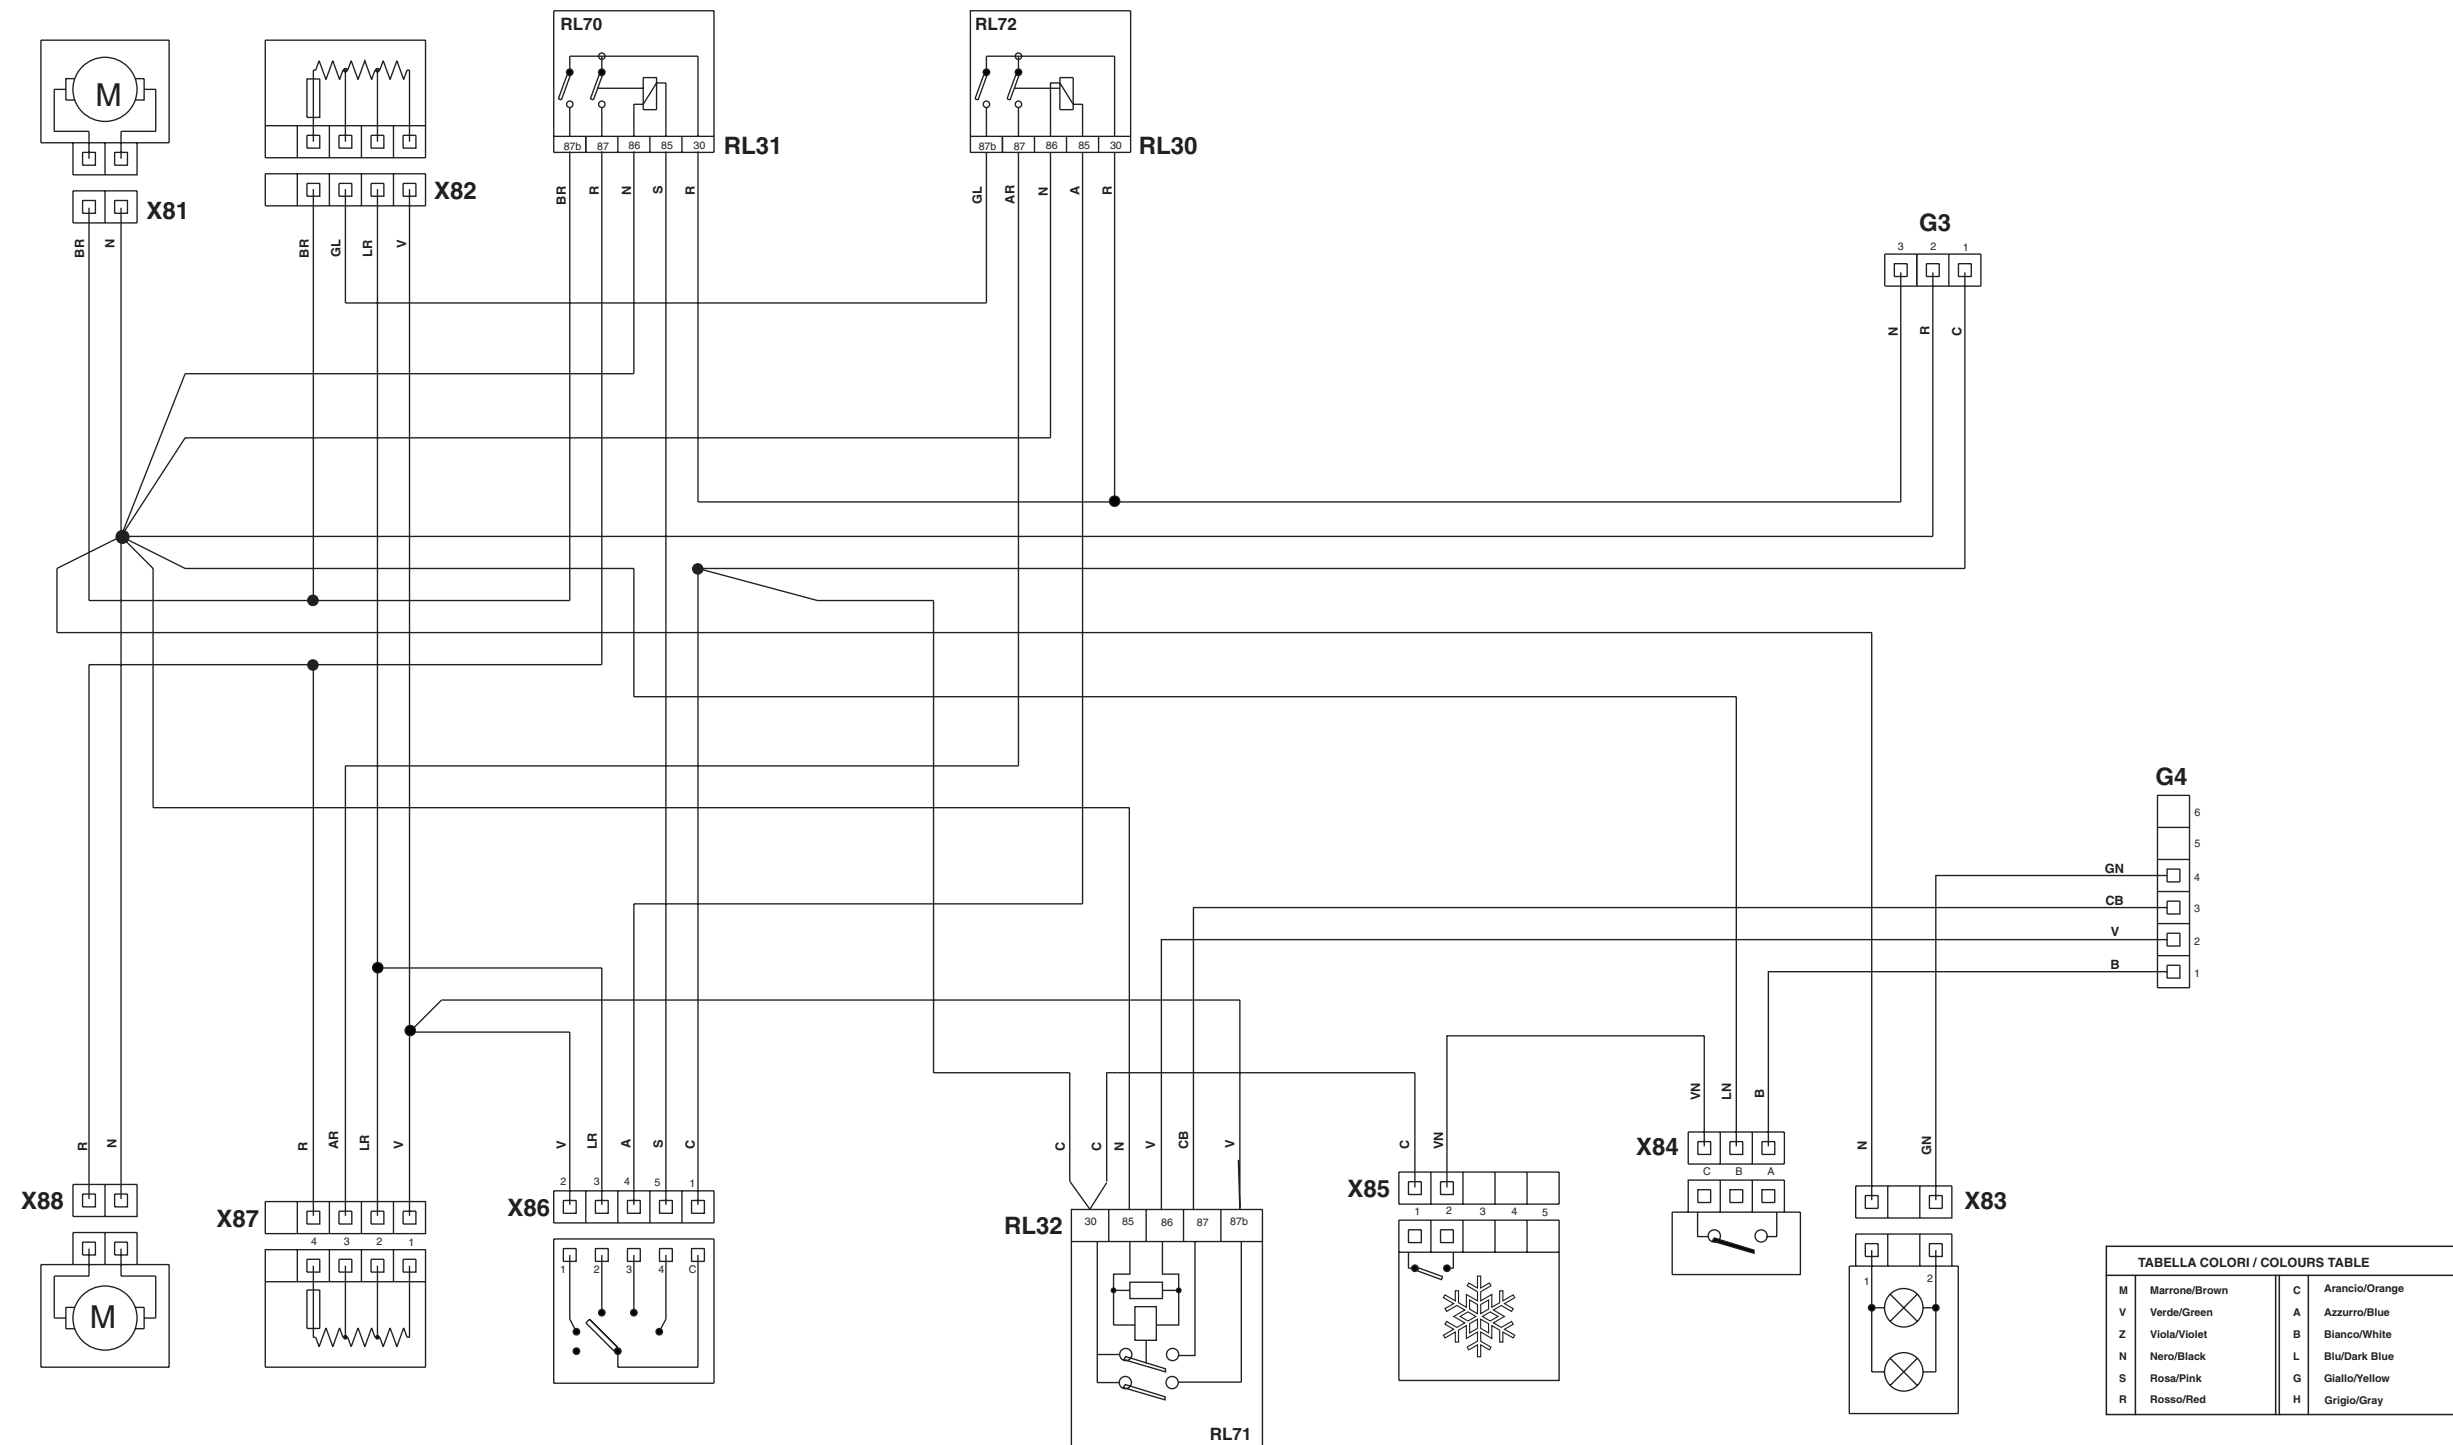 RL70
RL72
M
87b 87 86 85 30
RL31
87b 87 86 85 30
RL30
X82
X81
BR N
BR GL LR V
BR R N S R
GL AR N A R
G3
3 2 1
N R C
G4
6
5
GN 4
CB 3
V 2
B 1
VN LN B
R N
R AR LR V
V LR A S C
C C N V CB V
C VN
N GN
X84
C B A
2 3 4 5 1
X88
X87
X86
RL32
30 85 86 87 87b
X85
1 2 3 4 5
X83
4 3 2 1
1 2 3 4 C
1 2
M
RL71
TABELLA COLORI / COLOURS TABLE
M Marrone/Brown C Arancio/Orange
V Verde/Green A Azzurro/Blue
Z Viola/Violet B Bianco/White
N Nero/Black L Blu/Dark Blue
S Rosa/Pink G Giallo/Yellow
R Rosso/Red H Grigio/Gray